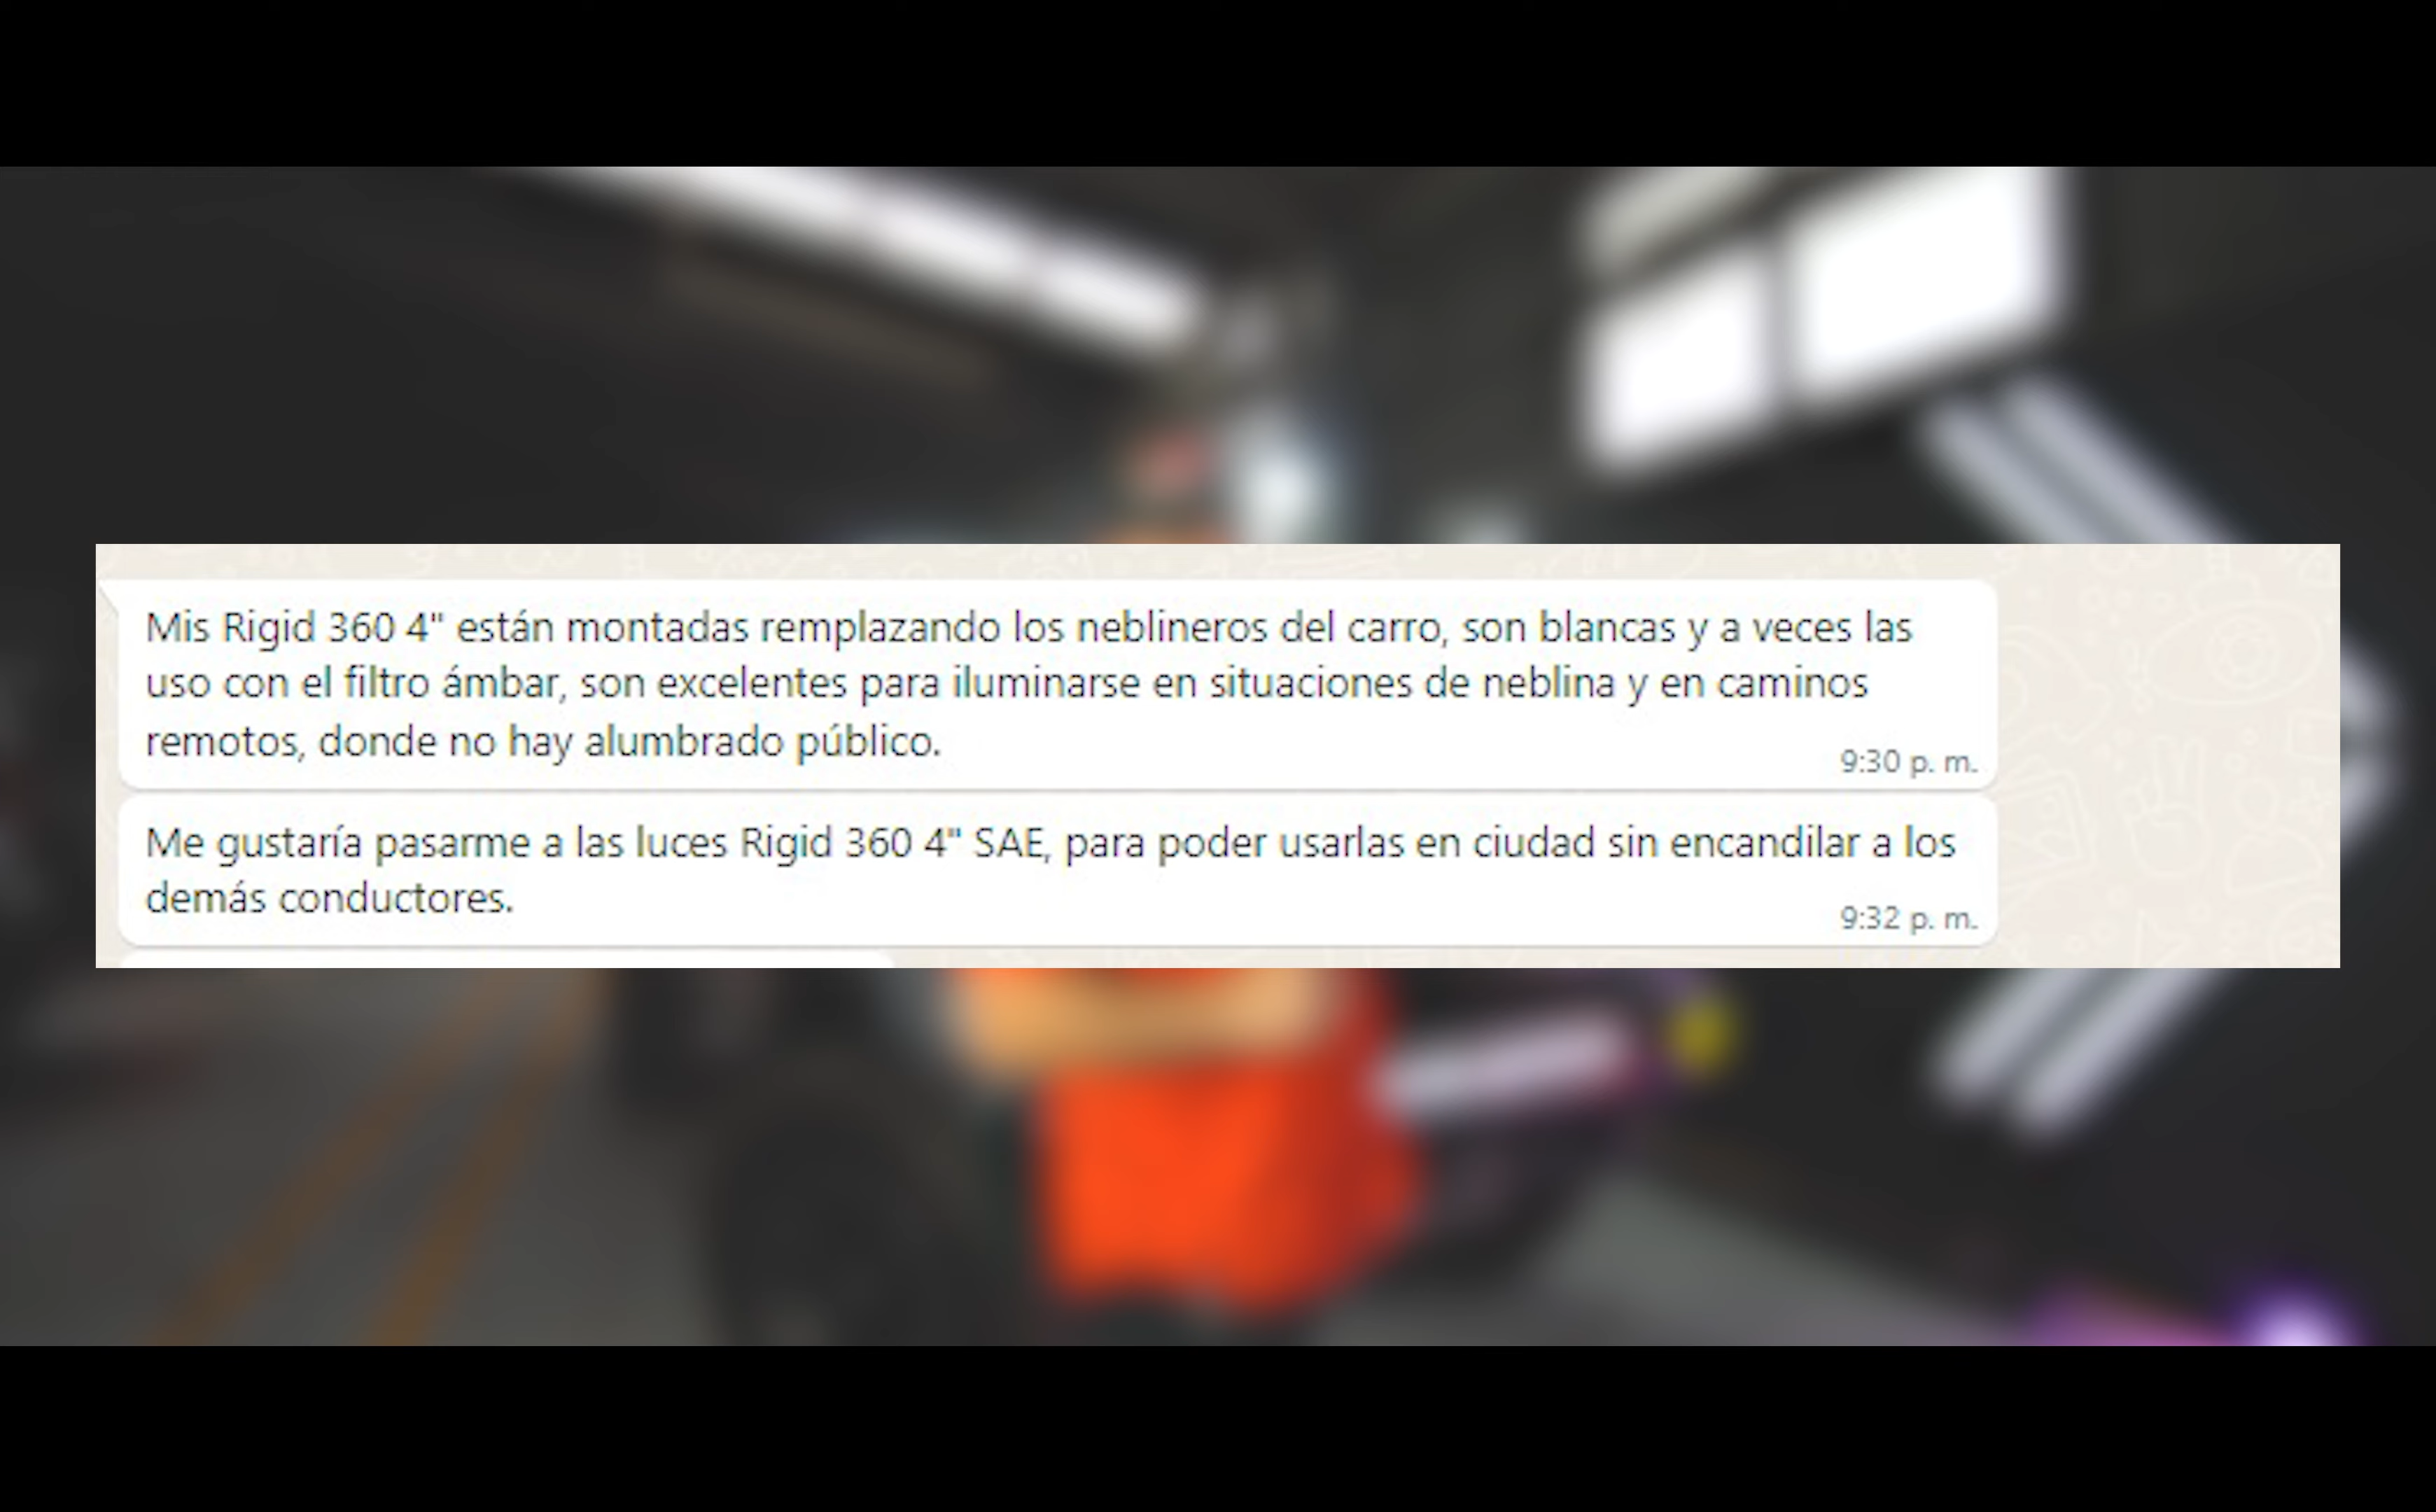 Mis Rigid 360 4" están montadas remplazando los neblineros del carro, son blancas y a veces las
uso con el filtro ámbar, son excelentes para iluminarse en situaciones de neblina y en caminos
remotos, donde no hay alumbrado público.
9:30 p. m.
Me gustaría pasarme a las luces Rigid 360 4" SAE, para poder usarlas en ciudad sin encandilar a los
demás conductores.
9:32 p. m.